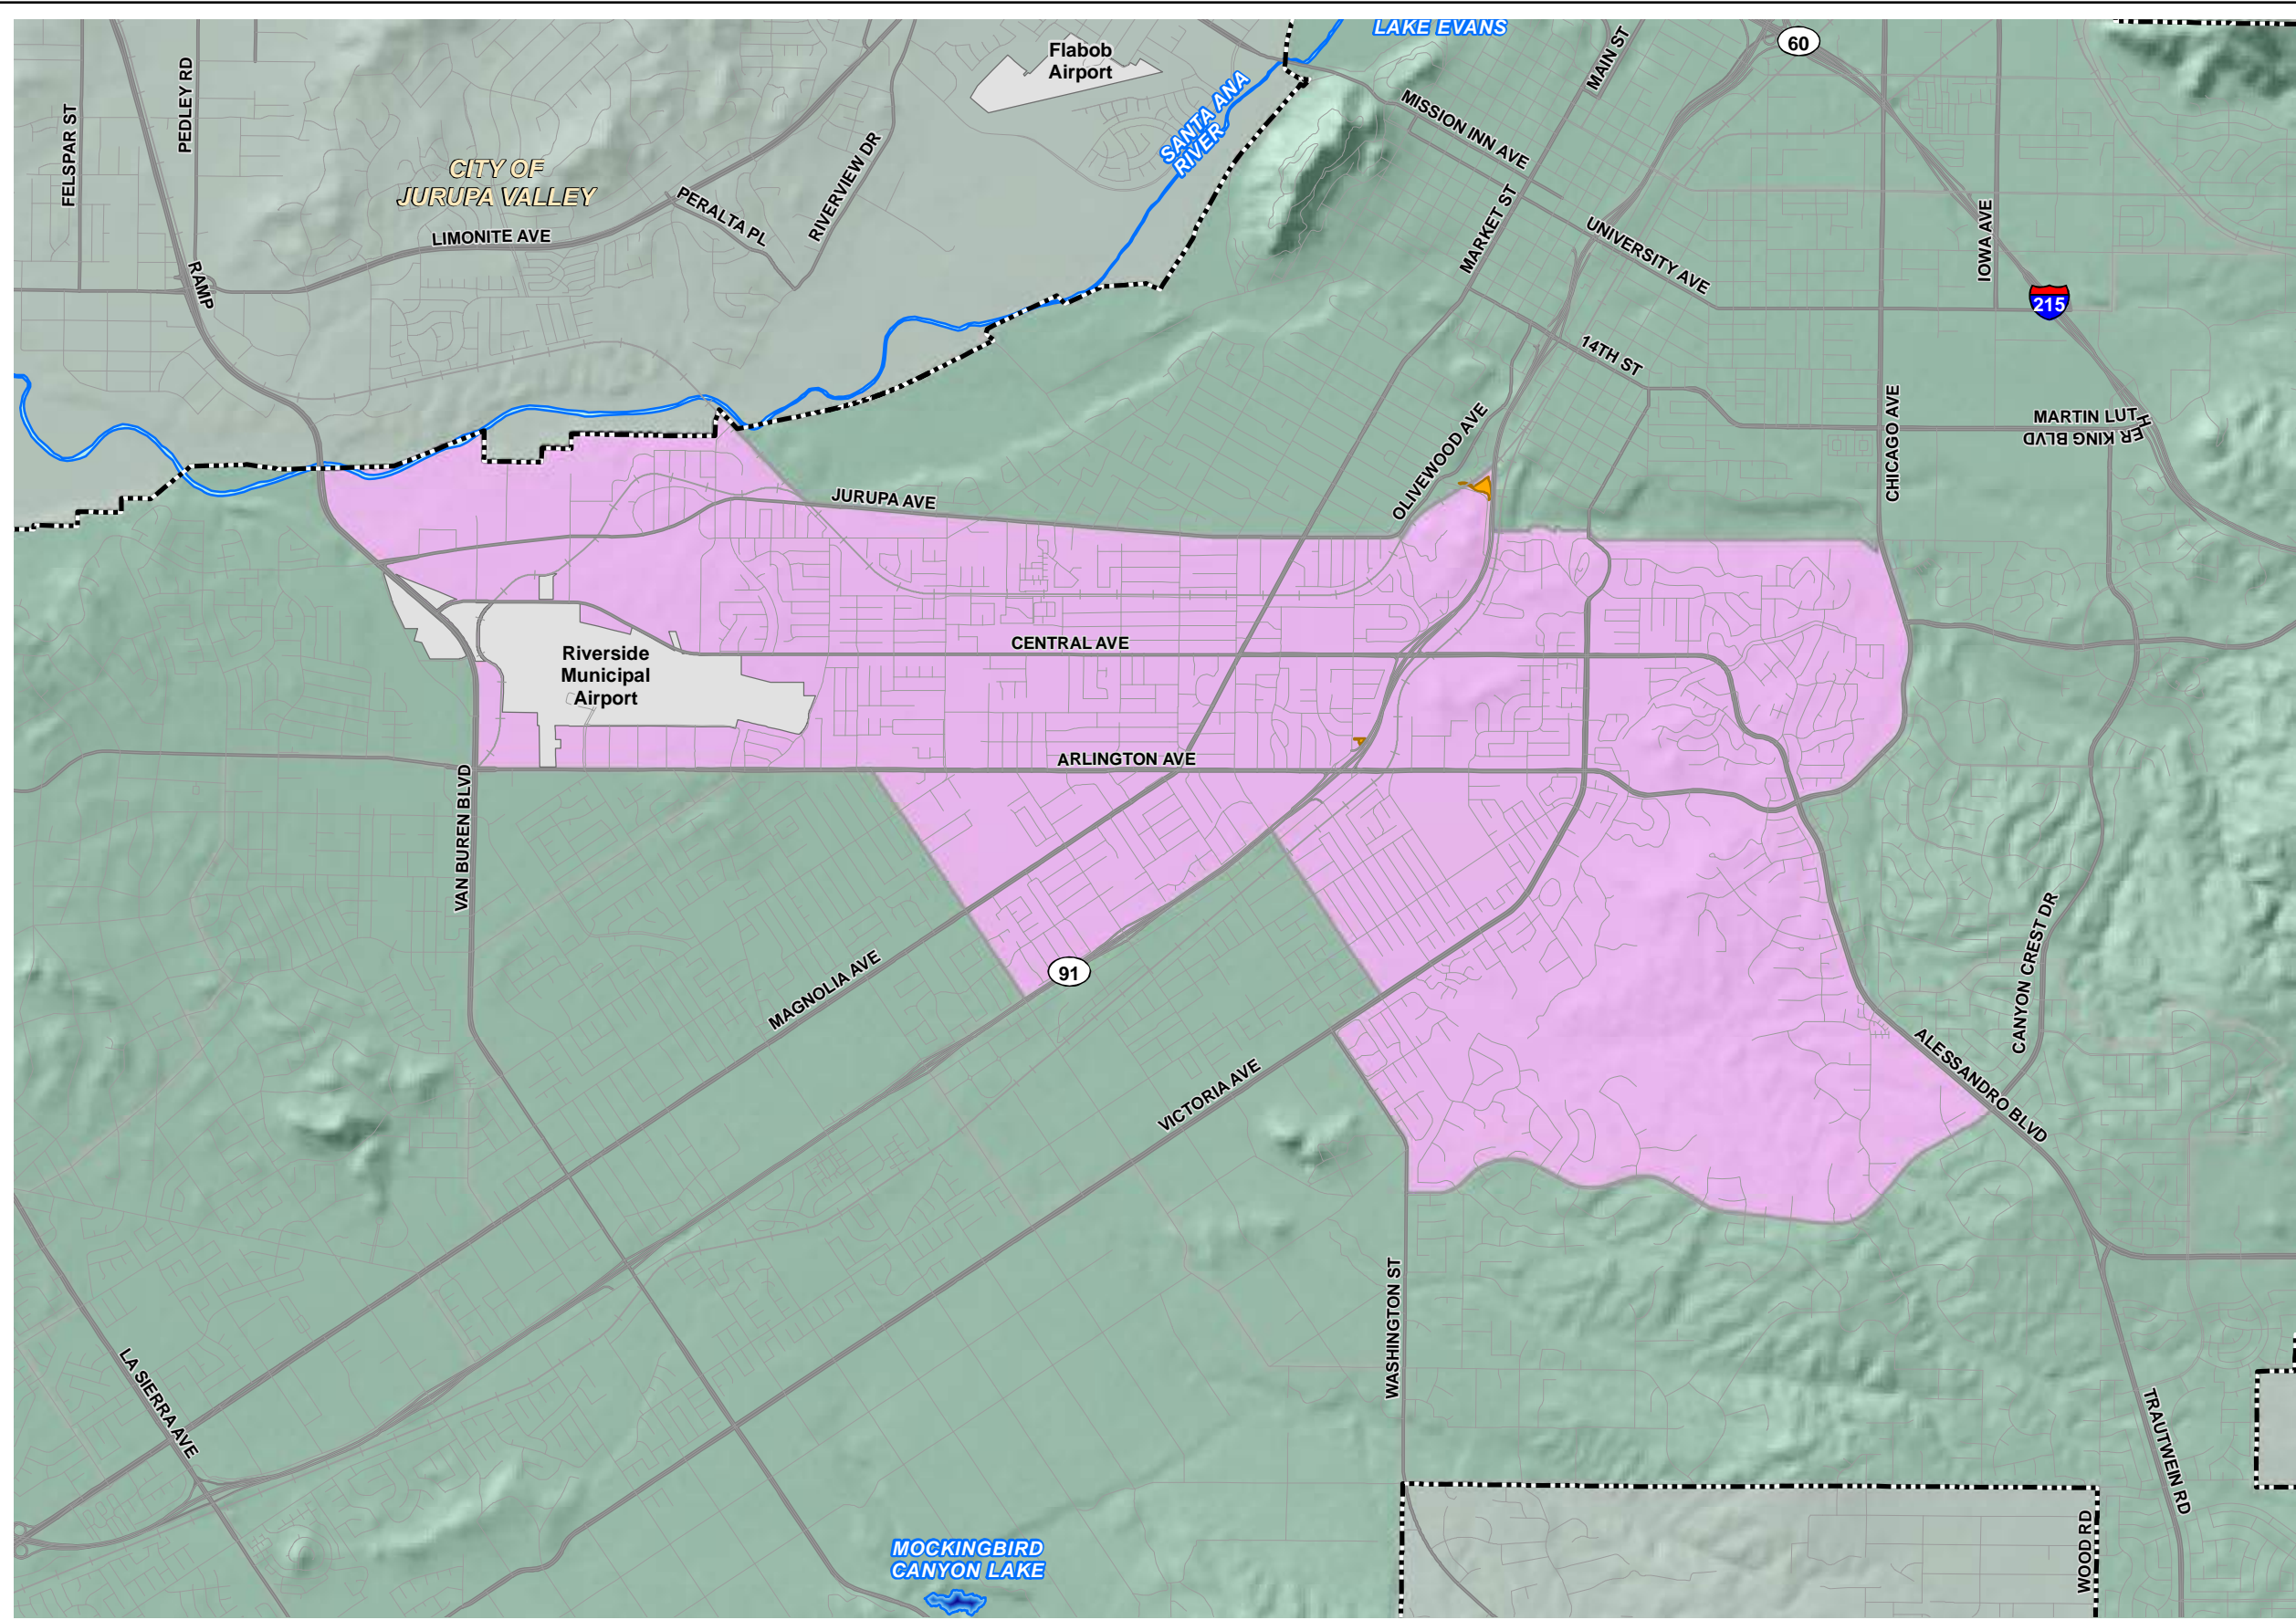 LAKE EVANS
60
Flabob
Airport
MAIN ST
PEDLEY RD
FELSPAR ST
SANTA ANA
RIVER
MISSION INN AVE
CITY OF
JURUPA VALLEY
RIVERVIEW DR
PERALTA PL
LIMONITE AVE
MARKET ST
UNIVERSITY AVE
IOWA AVE
RAMP
215
14TH ST
CHICAGO AVE
MARTIN LUTHER KING BLVD
OLIVEWOOD AVE
JURUPA AVE
CENTRAL AVE
Riverside
Municipal
Airport
ARLINGTON AVE
VAN BUREN BLVD
CANYON CREST DR
91
MAGNOLIA AVE
ALESSANDRO BLVD
VICTORIA AVE
WASHINGTON ST
LA SIERRA AVE
TRAUTWEIN RD
WOOD RD
MOCKINGBIRD
CANYON LAKE